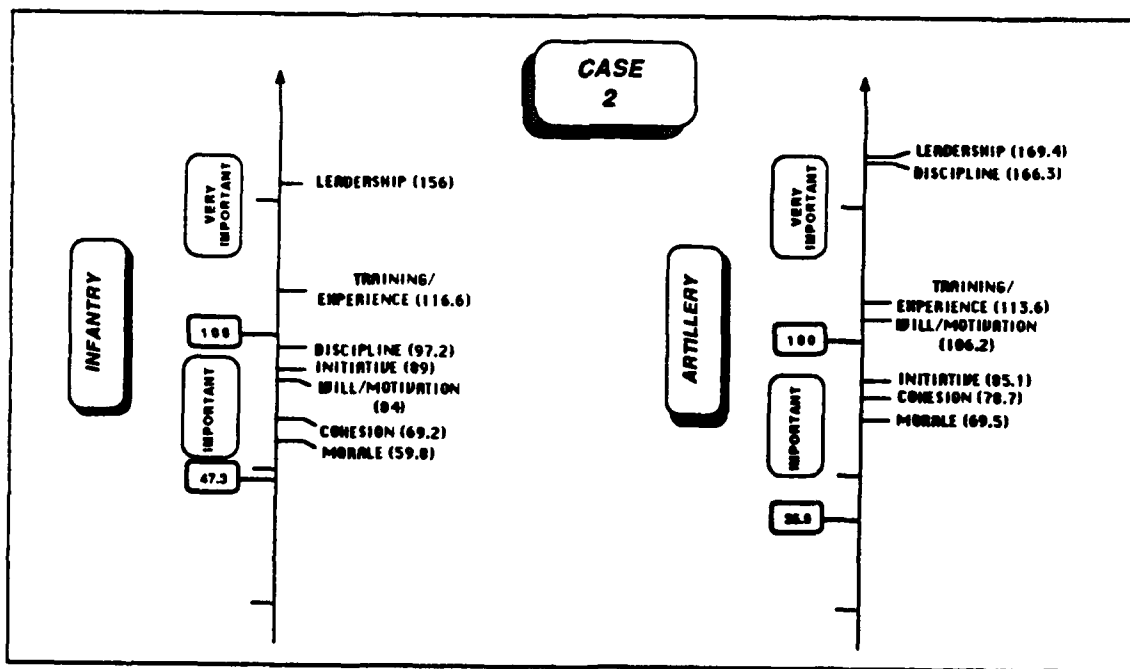 CASE
2
INFANTRY
VERY
IMPORTANT
LEADERSHIP (156)
TRAINING/
EXPERIENCE (116.6)
100
DISCIPLINE (97.2)
INITIATIVE (89)
WILL/MOTIVATION
(84)
IMPORTANT
COHESION (69.2)
MORALE (59.8)
47.3
ARTILLERY
VERY
IMPORTANT
LEADERSHIP (169.4)
DISCIPLINE (166.3)
TRAINING/
EXPERIENCE (113.6)
WILL/MOTIVATION
(106.2)
100
INITIATIVE (85.1)
COHESION (78.7)
MORALE (69.5)
IMPORTANT